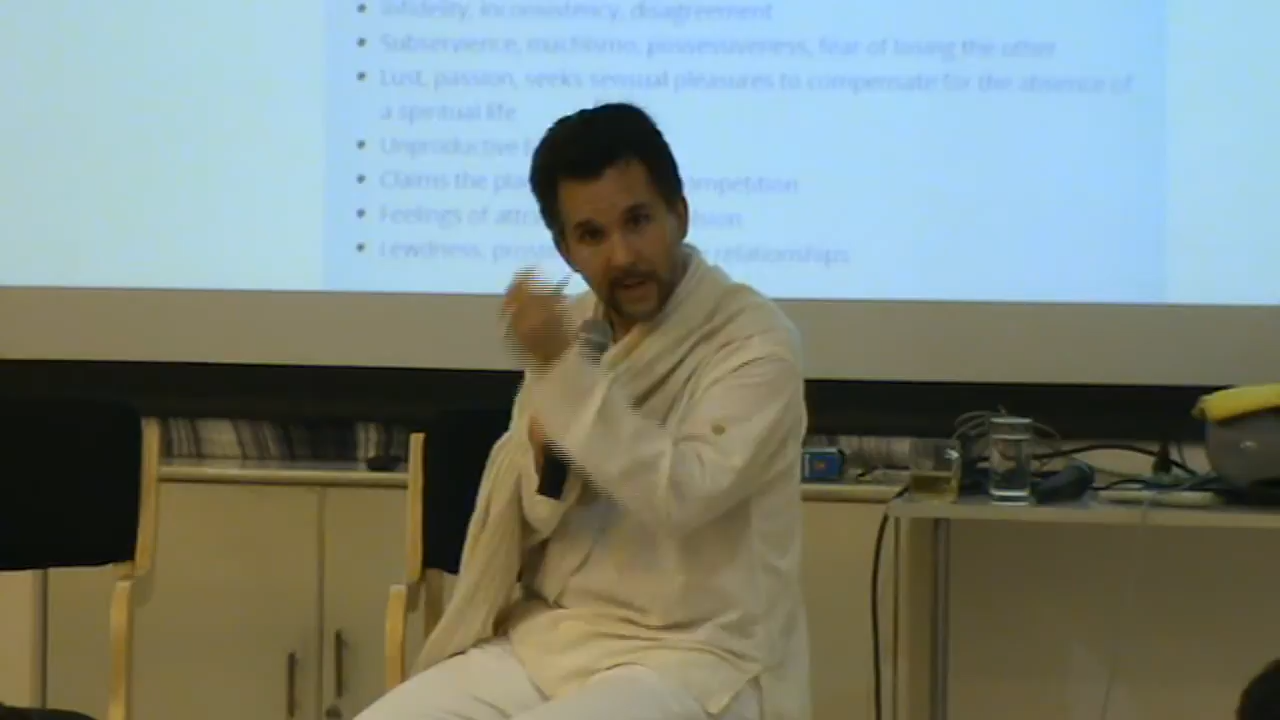 Infidelity, inconsistency, disagreement
Subservience, machismo, possessiveness, fear of losing the other
Lust, passion, seeks sensual pleasures to compensate for the absence of
a spiritual life
Unproductive
Claims the
Feelings of
Lewdness, relationships